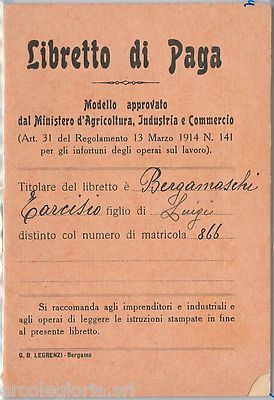 Libretto di Paga
Modello approvato
dal Ministero d'Agricoltura, Industria e Commercio
(Art. 31 del Regolamento 13 Marzo 1914 N. 141
per gli infortuni degli operai sul lavoro).
Titolare del libretto è Bergamaschi
Tarcisio figlio di Luigi
distinto col numero di matricola 866
Si raccomanda agli imprenditori e industriali e
agli operai di leggere le istruzioni stampate in fine
al presente libretto.
G. B. LEGRENZI - Bergamo
ercolegloria.srl